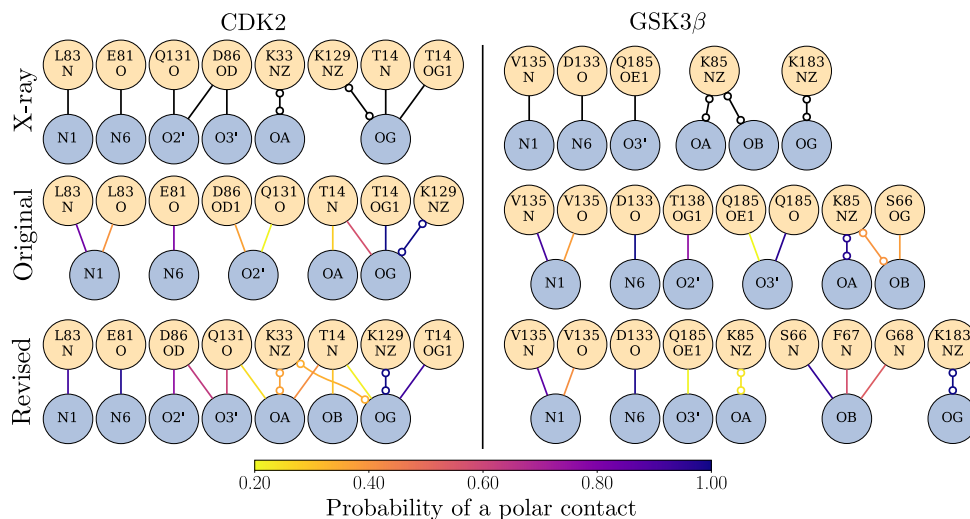 CDK2
GSK3β
X-ray
L83 E81 Q131 D86 K33 K129 T14 T14
N O O OD NZ NZ N OG1
N1 N6 O2' O3' OA OG
V135 D133 Q185 K85 K183
N O OE1 NZ NZ
N1 N6 O3' OA OB OG
Original
L83 L83 E81 D86 Q131 T14 T14 K129
N O O OD1 O N OG1 NZ
N1 N6 O2' OA OG
V135 V135 D133 T138 Q185 Q185 K85 S66
N O O OG1 OE1 O NZ OG
N1 N6 O2' O3' OA OB
Revised
L83 E81 D86 Q131 K33 T14 K129 T14
N O OD O NZ N NZ OG1
N1 N6 O2' O3' OA OB OG
V135 V135 D133 Q185 K85 S66 F67 G68 K183
N O O OE1 NZ N N N NZ
N1 N6 O3' OA OB OG
0.20 0.40 0.60 0.80 1.00
Probability of a polar contact